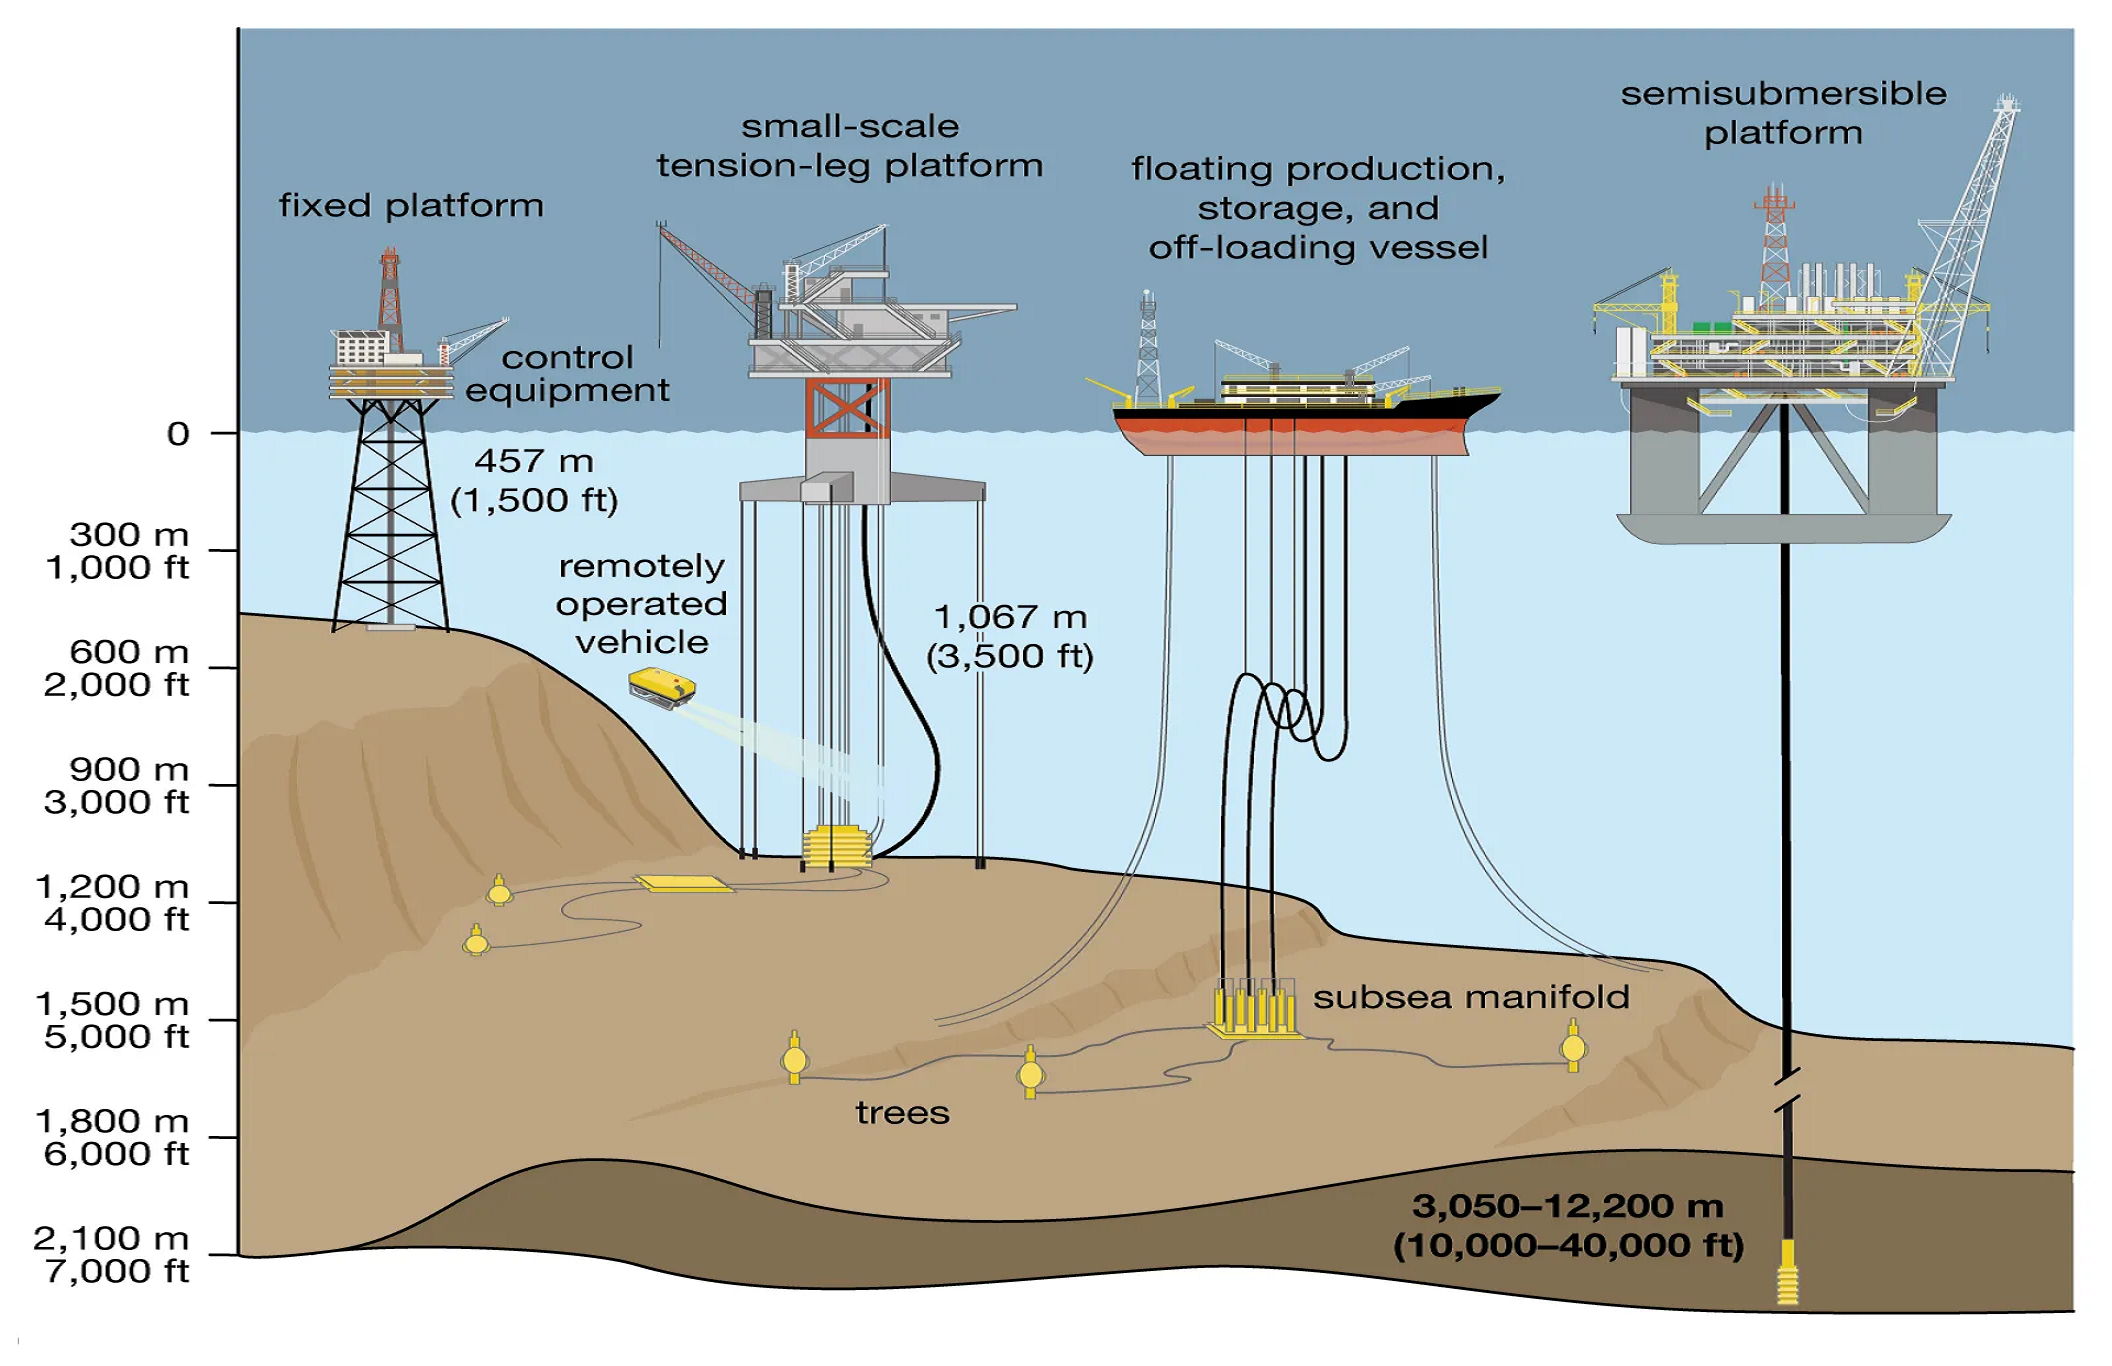 semisubmersible
platform
small-scale
tension-leg platform
floating production,
storage, and
off-loading vessel
fixed platform
control
equipment
0
457 m
(1,500 ft)
300 m
1,000 ft
remotely
operated
vehicle
1,067 m
(3,500 ft)
600 m
2,000 ft
900 m
3,000 ft
1,200 m
4,000 ft
1,500 m
5,000 ft
subsea manifold
trees
1,800 m
6,000 ft
3,050–12,200 m
(10,000–40,000 ft)
2,100 m
7,000 ft